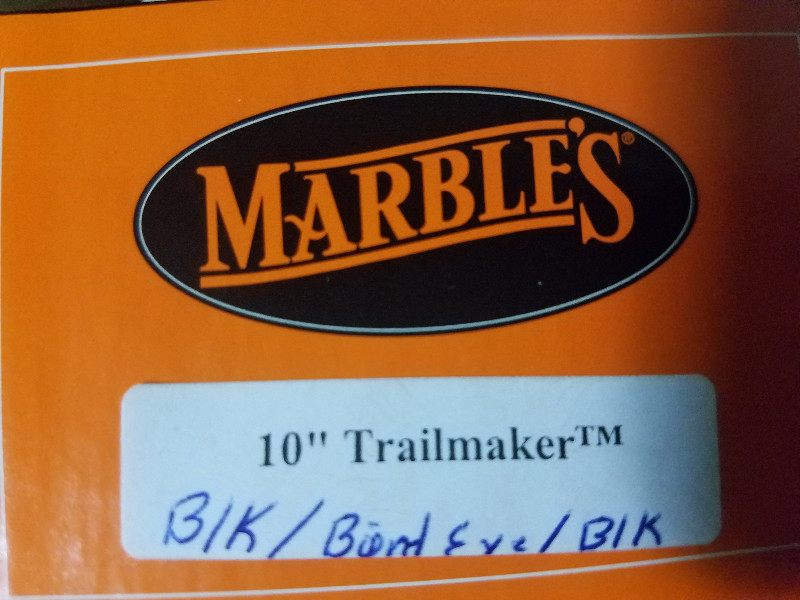 MARBLE'S®
10" Trailmaker™
Blk / Bird Eye / Blk